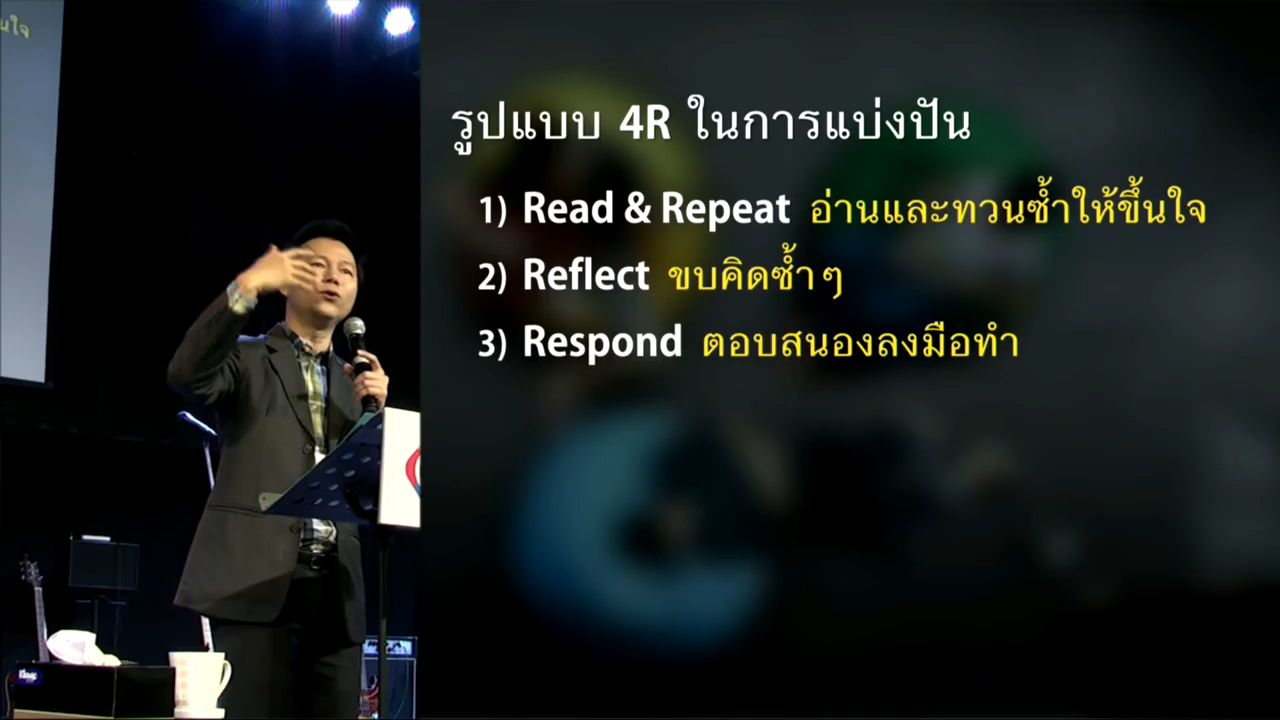 รูปแบบ 4R ในการแบ่งปัน
1) Read & Repeat อ่านและทวนซ้ำให้ขึ้นใจ
2) Reflect ขบคิดซ้ำๆ
3) Respond ตอบสนองลงมือทำ